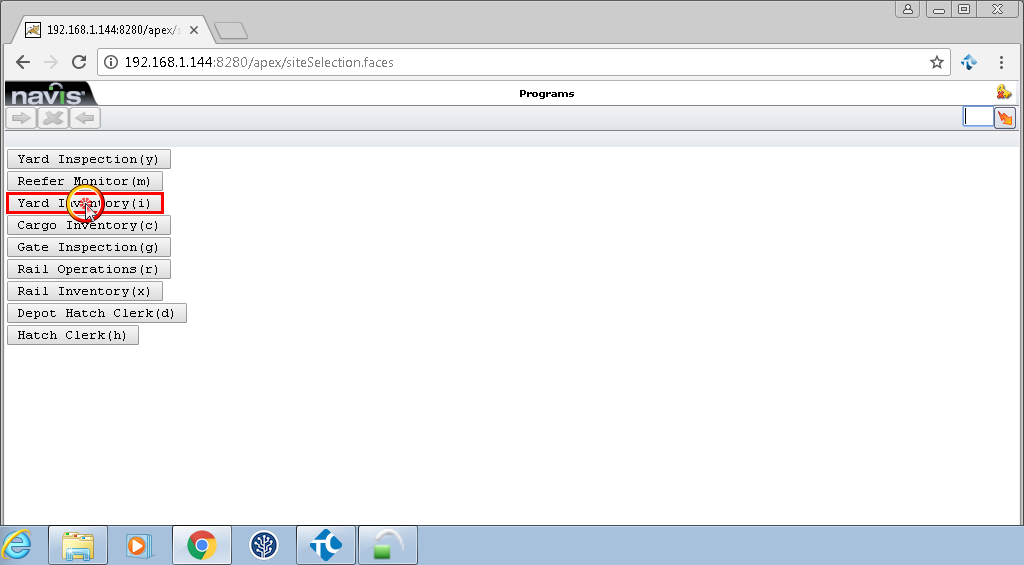 192.168.1.144:8280/apex/s
192.168.1.144:8280/apex/siteSelection.faces
navis
Programs
Yard Inspection(y)
Reefer Monitor(m)
Yard Inventory(i)
Cargo Inventory(c)
Gate Inspection(g)
Rail Operations(r)
Rail Inventory(x)
Depot Hatch Clerk(d)
Hatch Clerk(h)